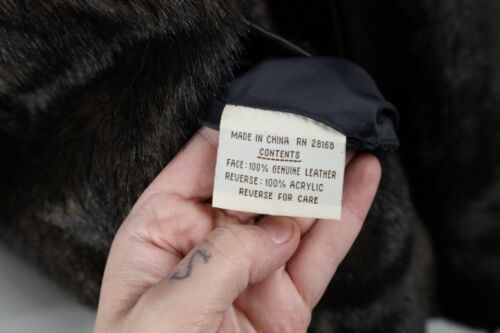 MADE IN CHINA RN 28168
CONTENTS
FACE: 100% GENUINE LEATHER
REVERSE: 100% ACRYLIC
REVERSE FOR CARE